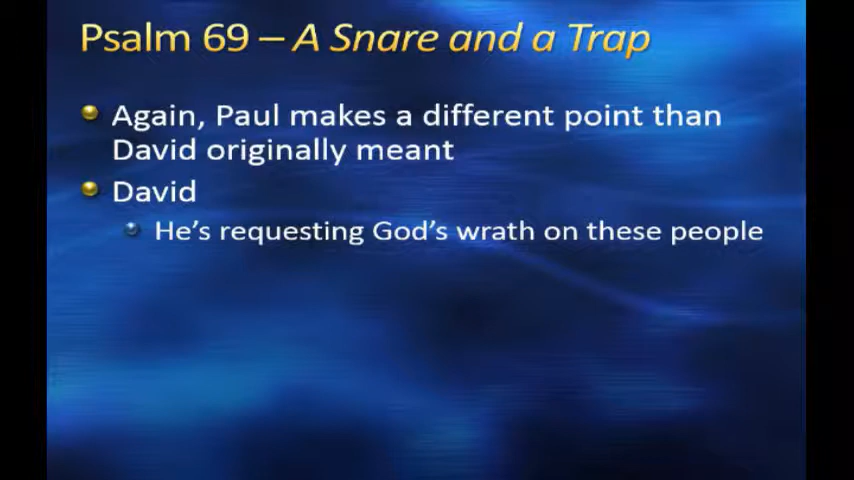 Psalm 69 – A Snare and a Trap
Again, Paul makes a different point than
David originally meant
David
He's requesting God's wrath on these people